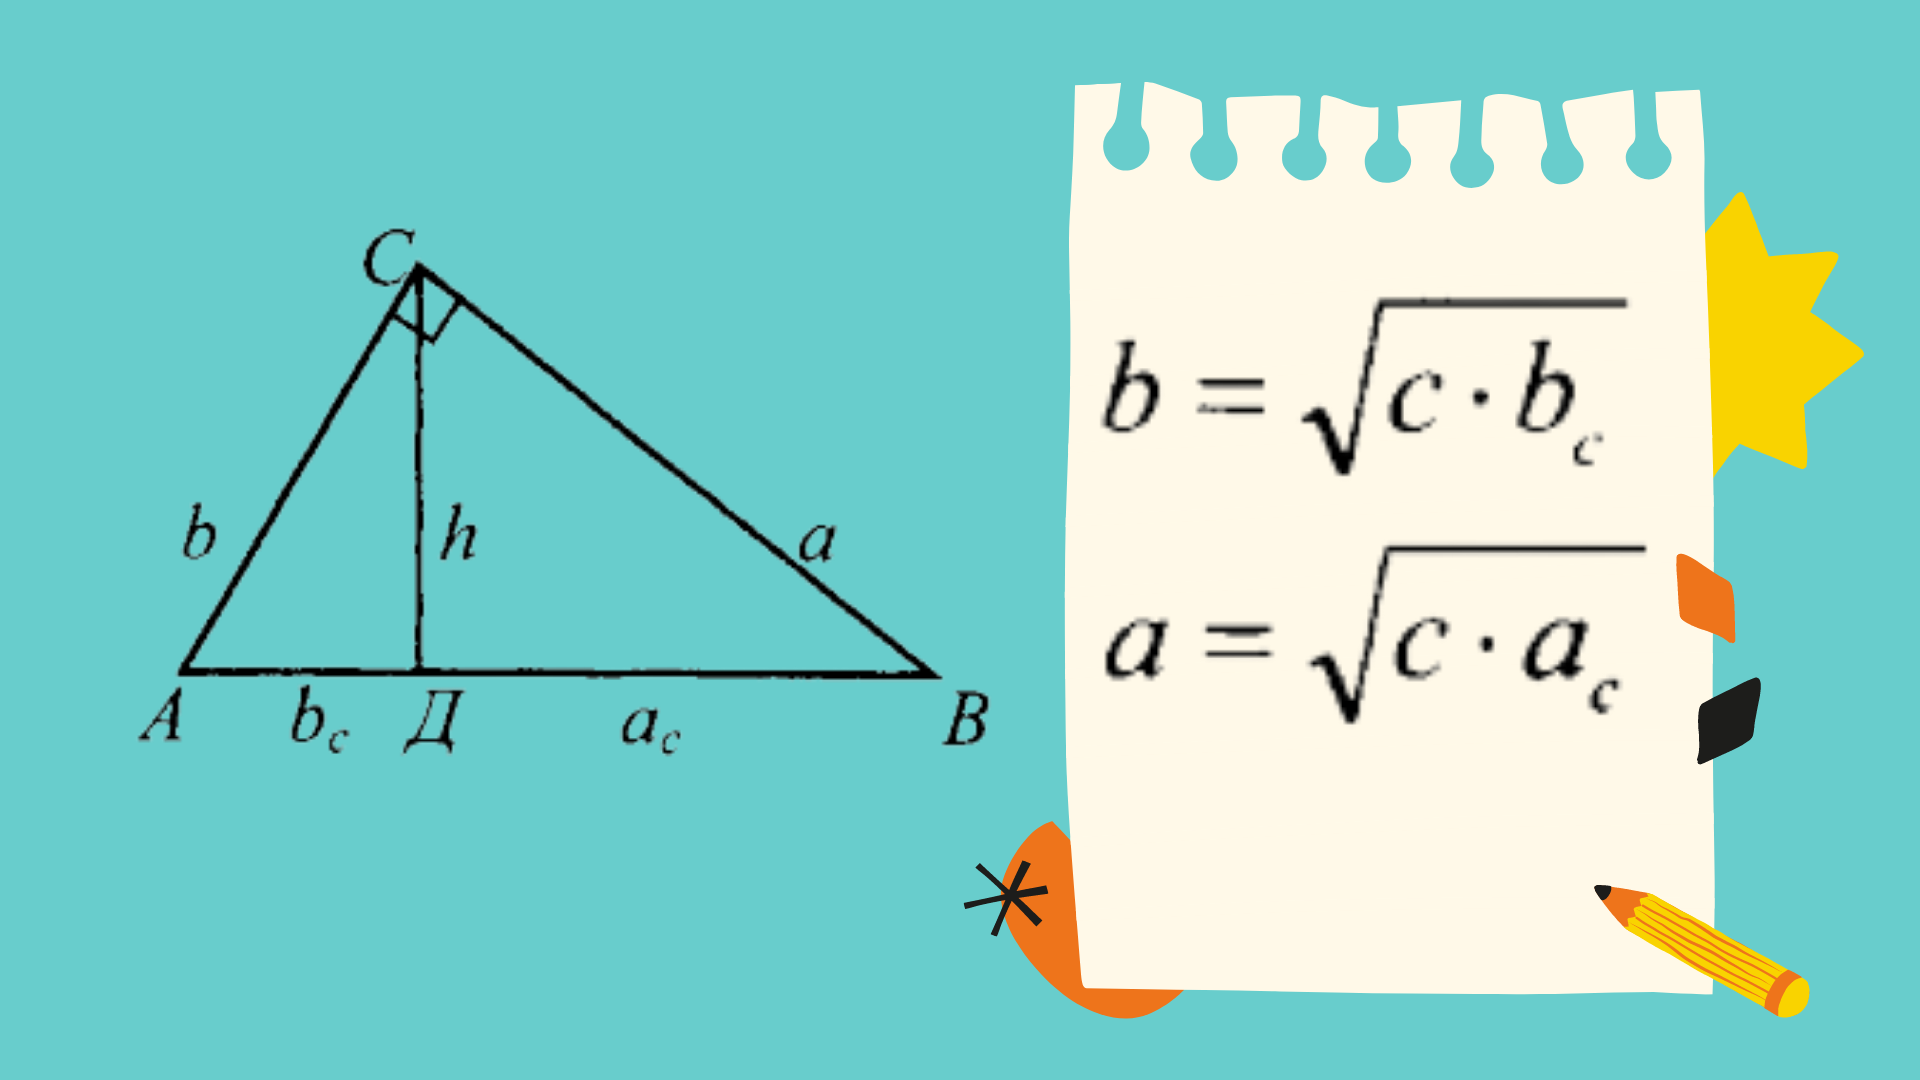 C
b
h
a
A
b_c
Д
a_c
B
b = √c · b_c
a = √c · a_c